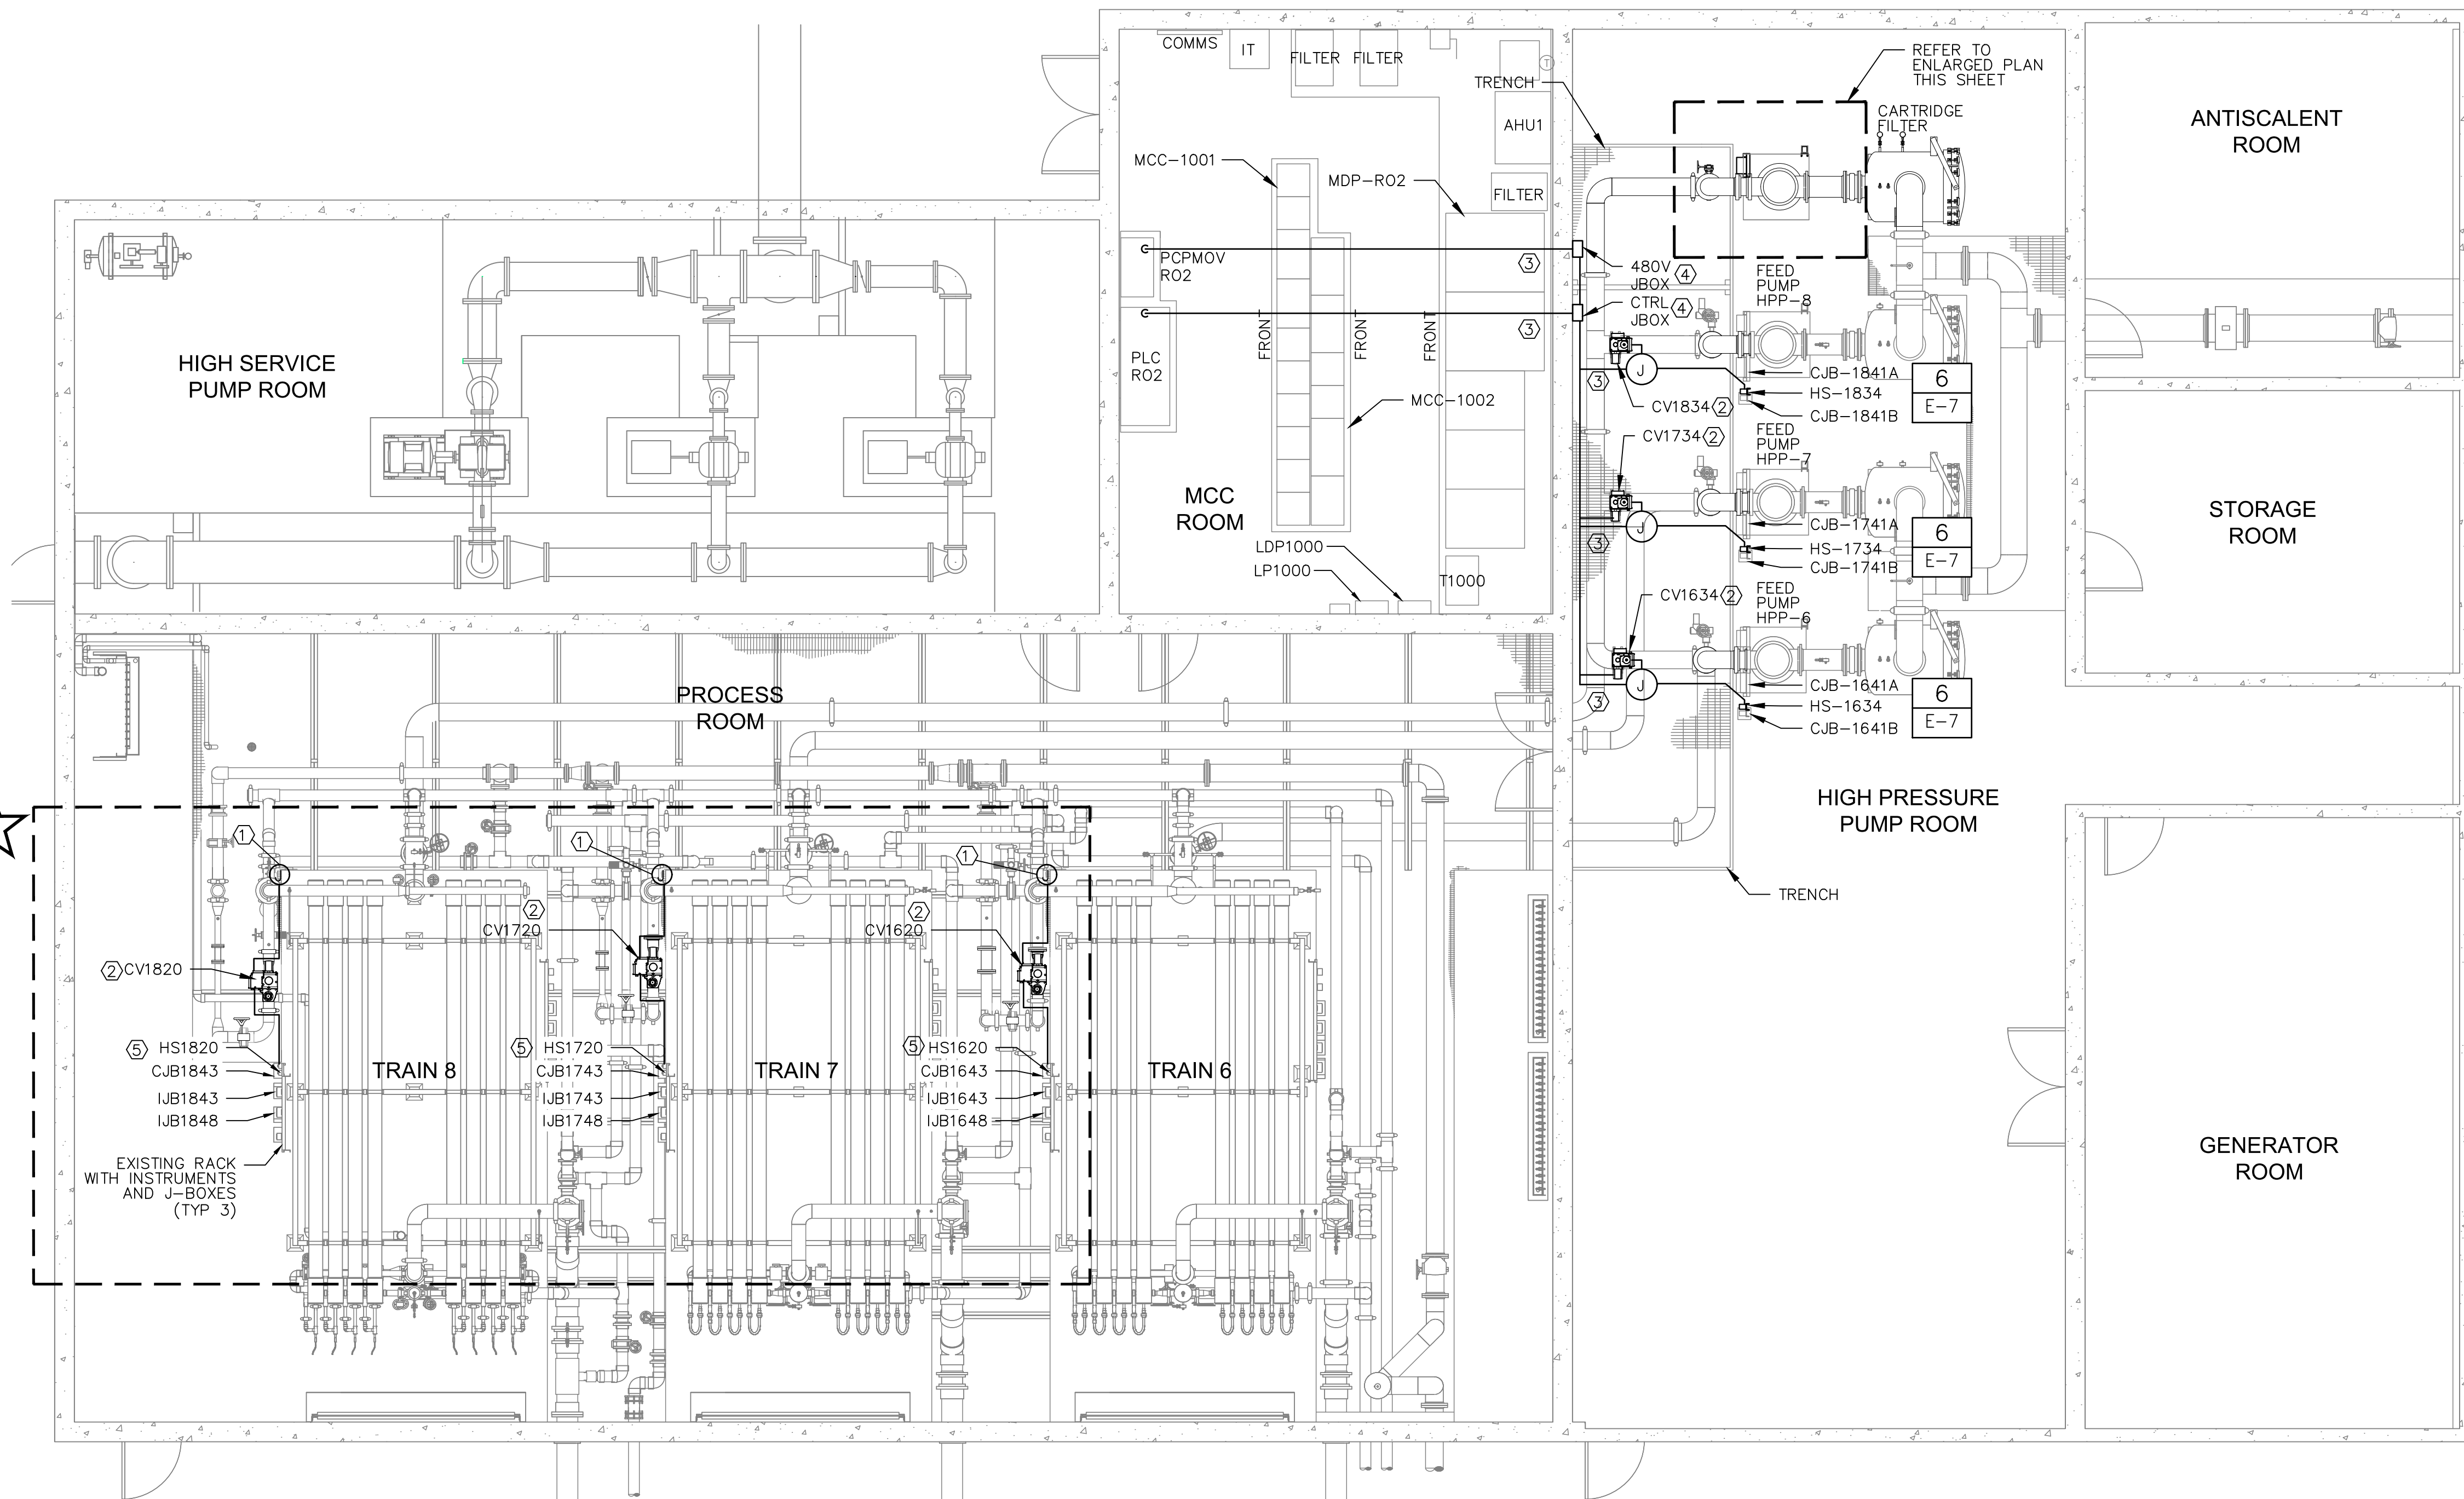 COMMS
IT
FILTER
FILTER
TRENCH
T
REFER TO
ENLARGED PLAN
THIS SHEET
CARTRIDGE
FILTER
AHU1
ANTISCALENT
ROOM
MCC-1001
MDP-RO2
FILTER
PCPMOV
RO2
3
480V
JBOX
4
FEED
PUMP
HPP-8
CTRL
JBOX
4
3
FRONT
FRONT
FRONT
PLC
RO2
HIGH SERVICE
PUMP ROOM
J
3
CJB-1841A
HS-1834
CJB-1841B
6
E-7
MCC-1002
CV1834
2
CV1734
2
FEED
PUMP
HPP-7
MCC
ROOM
STORAGE
ROOM
J
3
CJB-1741A
HS-1734
CJB-1741B
6
E-7
LDP1000
LP1000
T1000
CV1634
2
FEED
PUMP
HPP-6
J
3
CJB-1641A
HS-1634
CJB-1641B
6
E-7
PROCESS
ROOM
HIGH PRESSURE
PUMP ROOM
1
J
1
J
1
J
TRENCH
2
CV1820
2
CV1720
2
CV1620
5
HS1820
CJB1843
IJB1843
IJB1848
TRAIN 8
5
HS1720
CJB1743
IJB1743
IJB1748
TRAIN 7
5
HS1620
CJB1643
IJB1643
IJB1648
TRAIN 6
EXISTING RACK
WITH INSTRUMENTS
AND J-BOXES
(TYP 3)
GENERATOR
ROOM